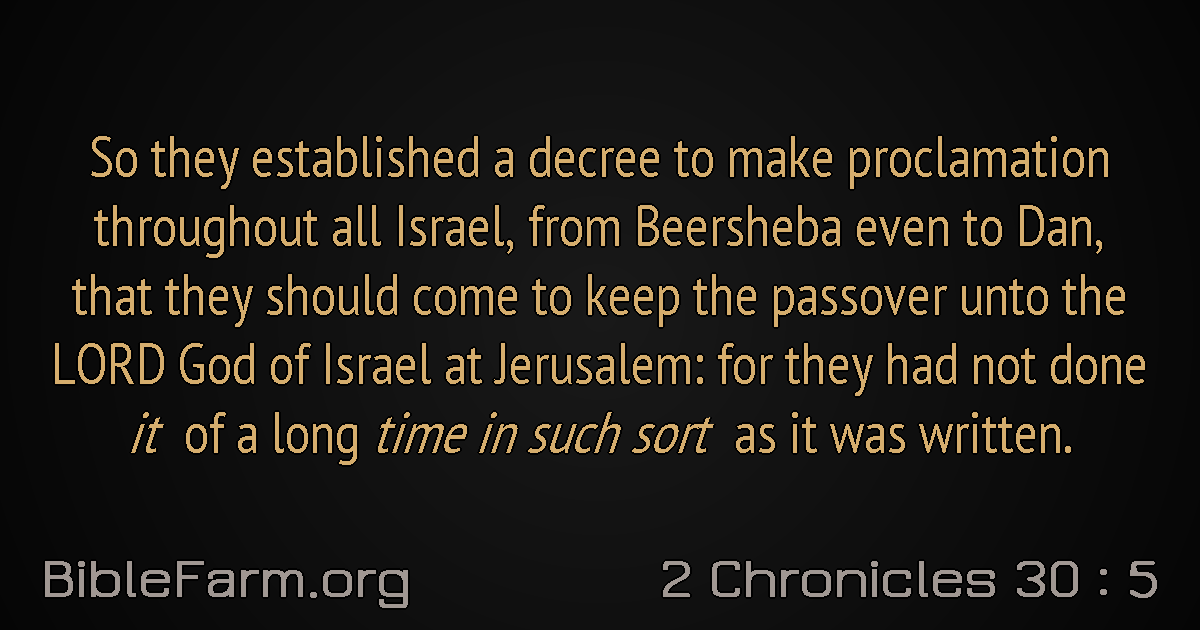 So they established a decree to make proclamation
throughout all Israel, from Beersheba even to Dan,
that they should come to keep the passover unto the
LORD God of Israel at Jerusalem: for they had not done
it of a long time in such sort as it was written.
BibleFarm.org
2 Chronicles 30 : 5